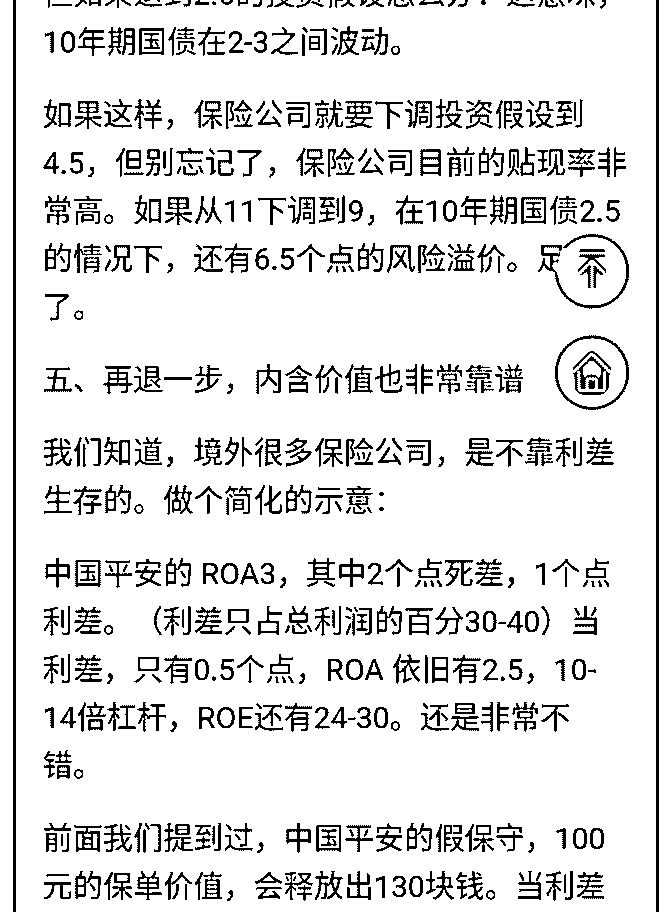 10年期国债在2-3之间波动。
如果这样，保险公司就要下调投资假设到
4.5，但别忘记了，保险公司目前的贴现率非
常高。如果从11下调到9，在10年期国债2.5
的情况下，还有6.5个点的风险溢价。足
了。
五、再退一步，内含价值也非常靠谱
我们知道，境外很多保险公司，是不靠利差
生存的。做个简化的示意：
中国平安的 ROA3，其中2个点死差，1个点
利差。（利差只占总利润的百分30-40）当
利差，只有0.5个点，ROA 依旧有2.5，10-
14倍杠杆，ROE还有24-30。还是非常不
错。
前面我们提到过，中国平安的假保守，100
元的保单价值，会释放出130块钱。当利差